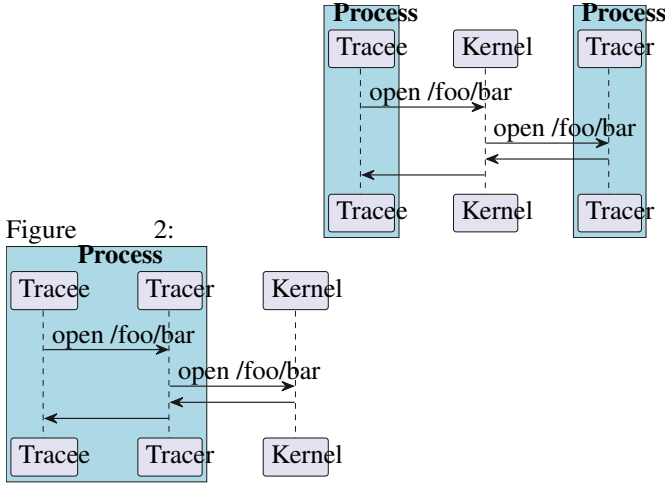 Process Process
Tracee Kernel Tracer
open /foo/bar
open /foo/bar
Tracee Kernel Tracer
Figure 2:
Process
Tracee Tracer Kernel
open /foo/bar
open /foo/bar
Tracee Tracer Kernel